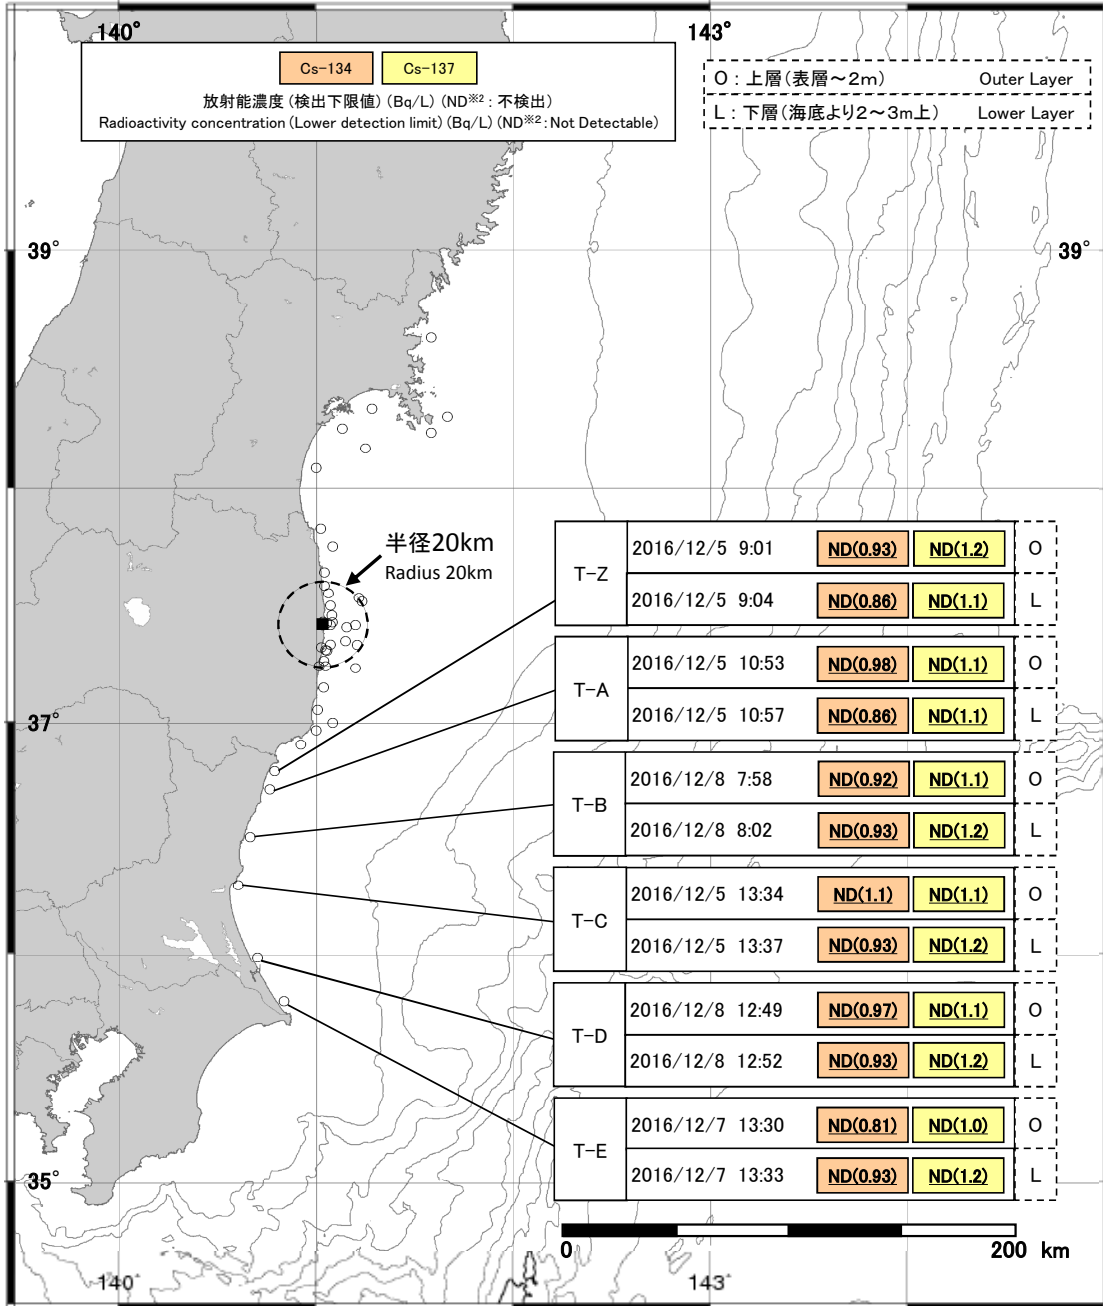 140°
143°
Cs-134 Cs-137
放射能濃度(検出下限値)(Bq/L)(ND※2：不検出)
Radioactivity concentration(Lower detection limit)(Bq/L)(ND※2：Not Detectable)
O：上層(表層～2m) Outer Layer
L：下層(海底より2～3m上) Lower Layer
39°
39°
半径20km
Radius 20km
T-Z
2016/12/5 9:01 ND(0.93) ND(1.2) O
2016/12/5 9:04 ND(0.86) ND(1.1) L
T-A
2016/12/5 10:53 ND(0.98) ND(1.1) O
2016/12/5 10:57 ND(0.86) ND(1.1) L
37°
T-B
2016/12/8 7:58 ND(0.92) ND(1.1) O
2016/12/8 8:02 ND(0.93) ND(1.2) L
T-C
2016/12/5 13:34 ND(1.1) ND(1.1) O
2016/12/5 13:37 ND(0.93) ND(1.2) L
T-D
2016/12/8 12:49 ND(0.97) ND(1.1) O
2016/12/8 12:52 ND(0.93) ND(1.2) L
T-E
2016/12/7 13:30 ND(0.81) ND(1.0) O
2016/12/7 13:33 ND(0.93) ND(1.2) L
35°
0 200 km
140°
143°